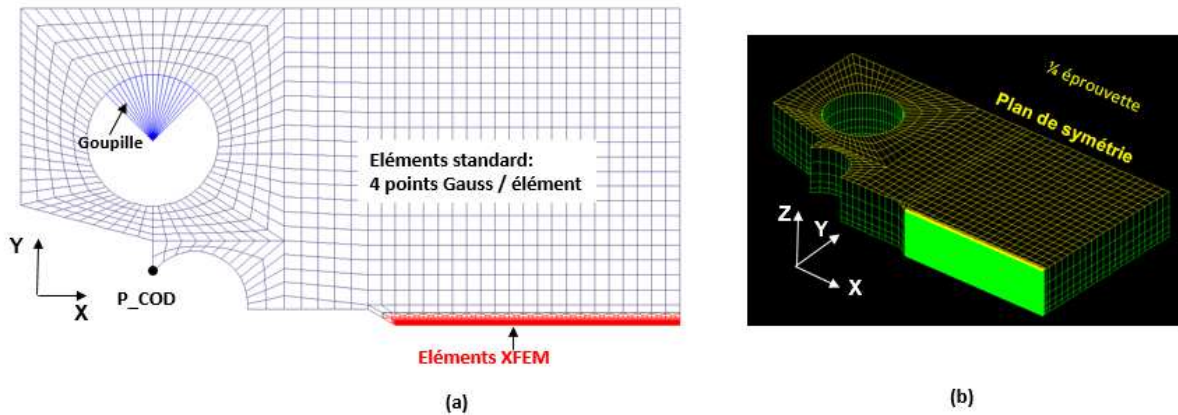 Goupille
Eléments standard:
4 points Gauss / élément
Y
X
P_COD
Eléments XFEM
(a)
¼ éprouvette
Plan de symétrie
Z
Y
X
(b)